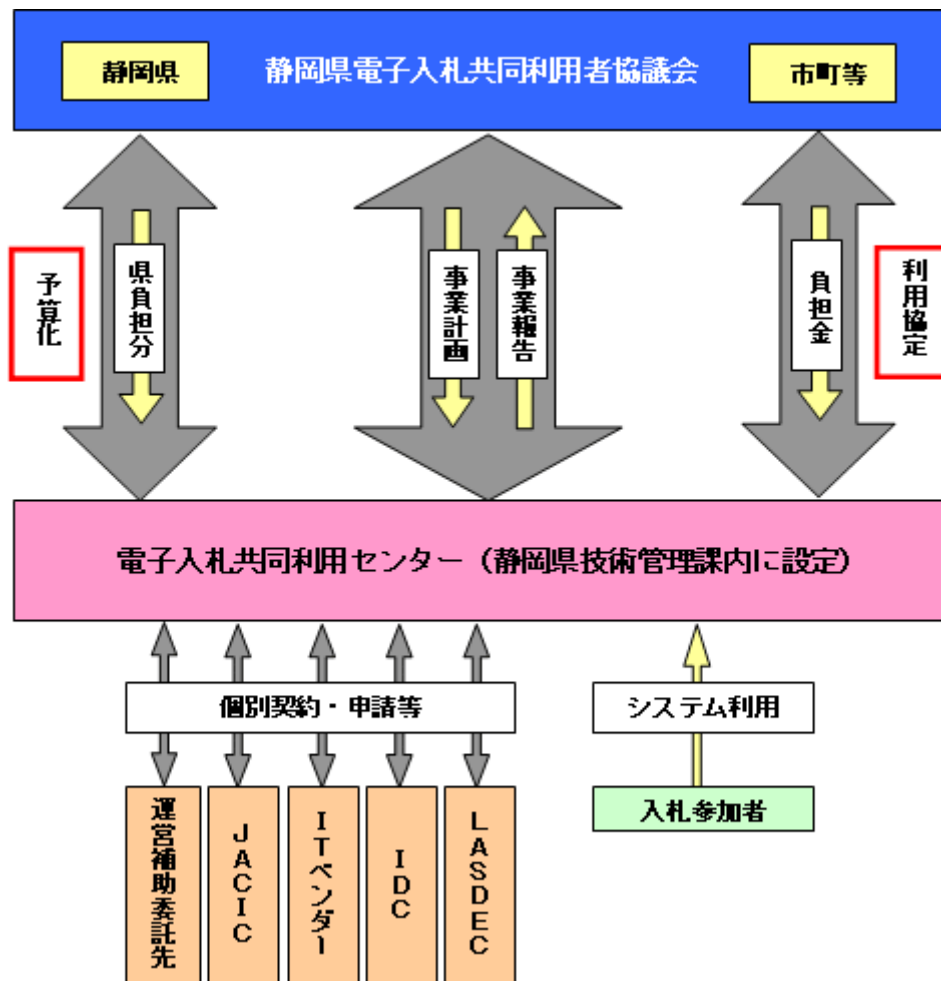 静岡県
静岡県電子入札共同利用者協議会
市町等
予算化
県負担分
事業計画
事業報告
負担金
利用協定
電子入札共同利用センター（静岡県技術管理課内に設定）
個別契約・申請等
システム利用
運営補助委託先
JACIC
ITベンダー
IDC
LASDEC
入札参加者